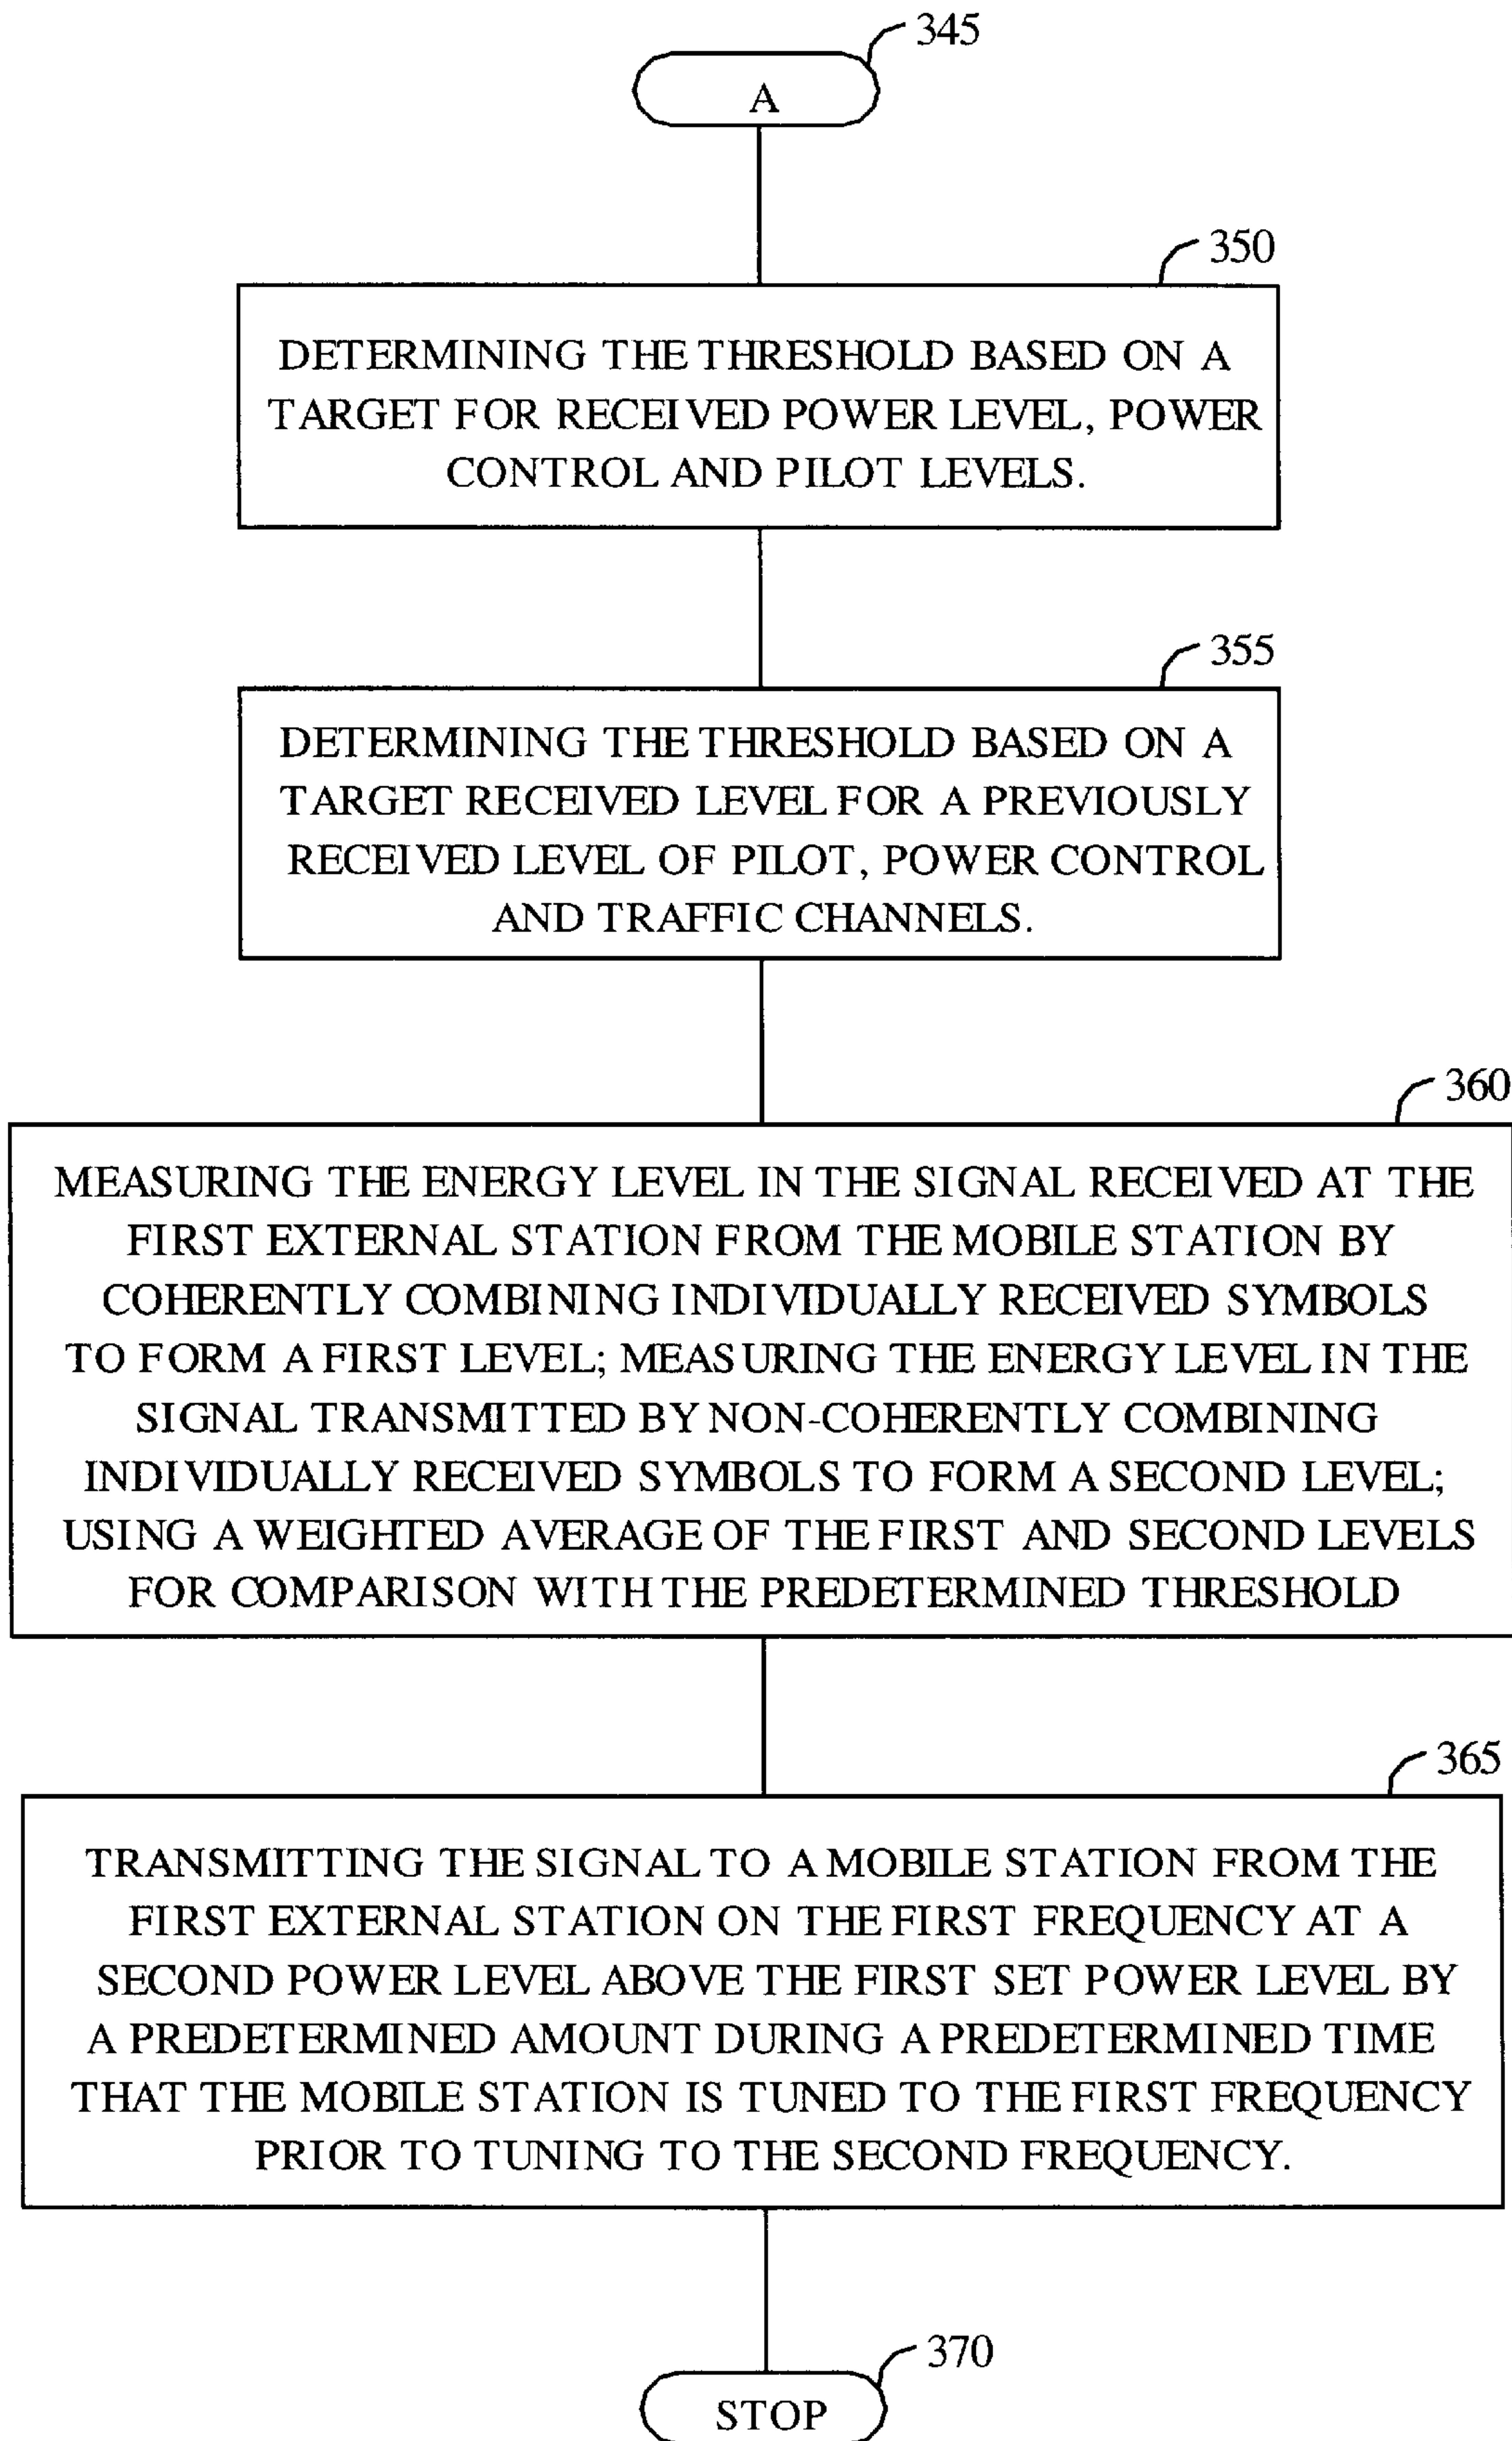 345
A
350
DETERMINING THE THRESHOLD BASED ON A
TARGET FOR RECEIVED POWER LEVEL, POWER
CONTROL AND PILOT LEVELS.
355
DETERMINING THE THRESHOLD BASED ON A
TARGET RECEIVED LEVEL FOR A PREVIOUSLY
RECEIVED LEVEL OF PILOT, POWER CONTROL
AND TRAFFIC CHANNELS.
360
MEASURING THE ENERGY LEVEL IN THE SIGNAL RECEIVED AT THE
FIRST EXTERNAL STATION FROM THE MOBILE STATION BY
COHERENTLY COMBINING INDIVIDUALLY RECEIVED SYMBOLS
TO FORM A FIRST LEVEL; MEASURING THE ENERGY LEVEL IN THE
SIGNAL TRANSMITTED BY NON-COHERENTLY COMBINING
INDIVIDUALLY RECEIVED SYMBOLS TO FORM A SECOND LEVEL;
USING A WEIGHTED AVERAGE OF THE FIRST AND SECOND LEVELS
FOR COMPARISON WITH THE PREDETERMINED THRESHOLD
365
TRANSMITTING THE SIGNAL TO A MOBILE STATION FROM THE
FIRST EXTERNAL STATION ON THE FIRST FREQUENCY AT A
SECOND POWER LEVEL ABOVE THE FIRST SET POWER LEVEL BY
A PREDETERMINED AMOUNT DURING A PREDETERMINED TIME
THAT THE MOBILE STATION IS TUNED TO THE FIRST FREQUENCY
PRIOR TO TUNING TO THE SECOND FREQUENCY.
370
STOP